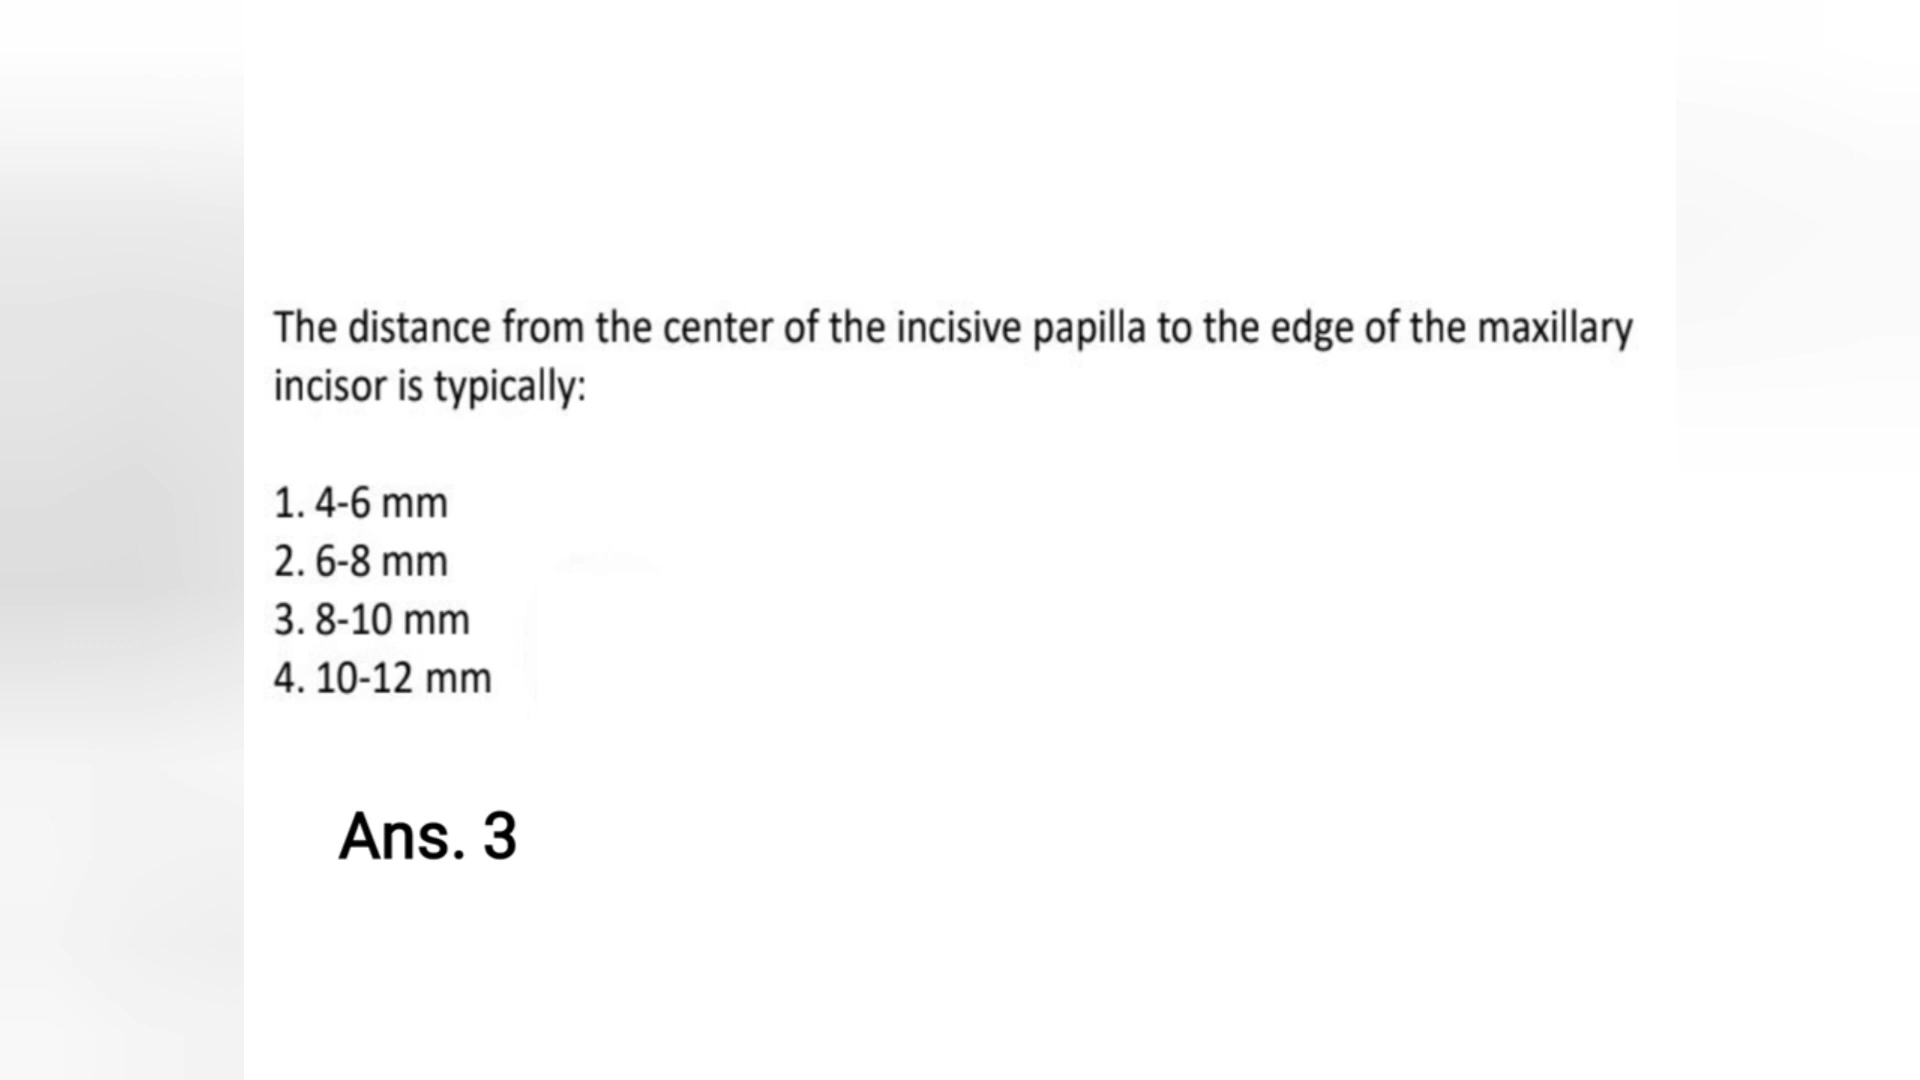 The distance from the center of the incisive papilla to the edge of the maxillary
incisor is typically:
1. 4-6 mm
2. 6-8 mm
3. 8-10 mm
4. 10-12 mm
Ans. 3